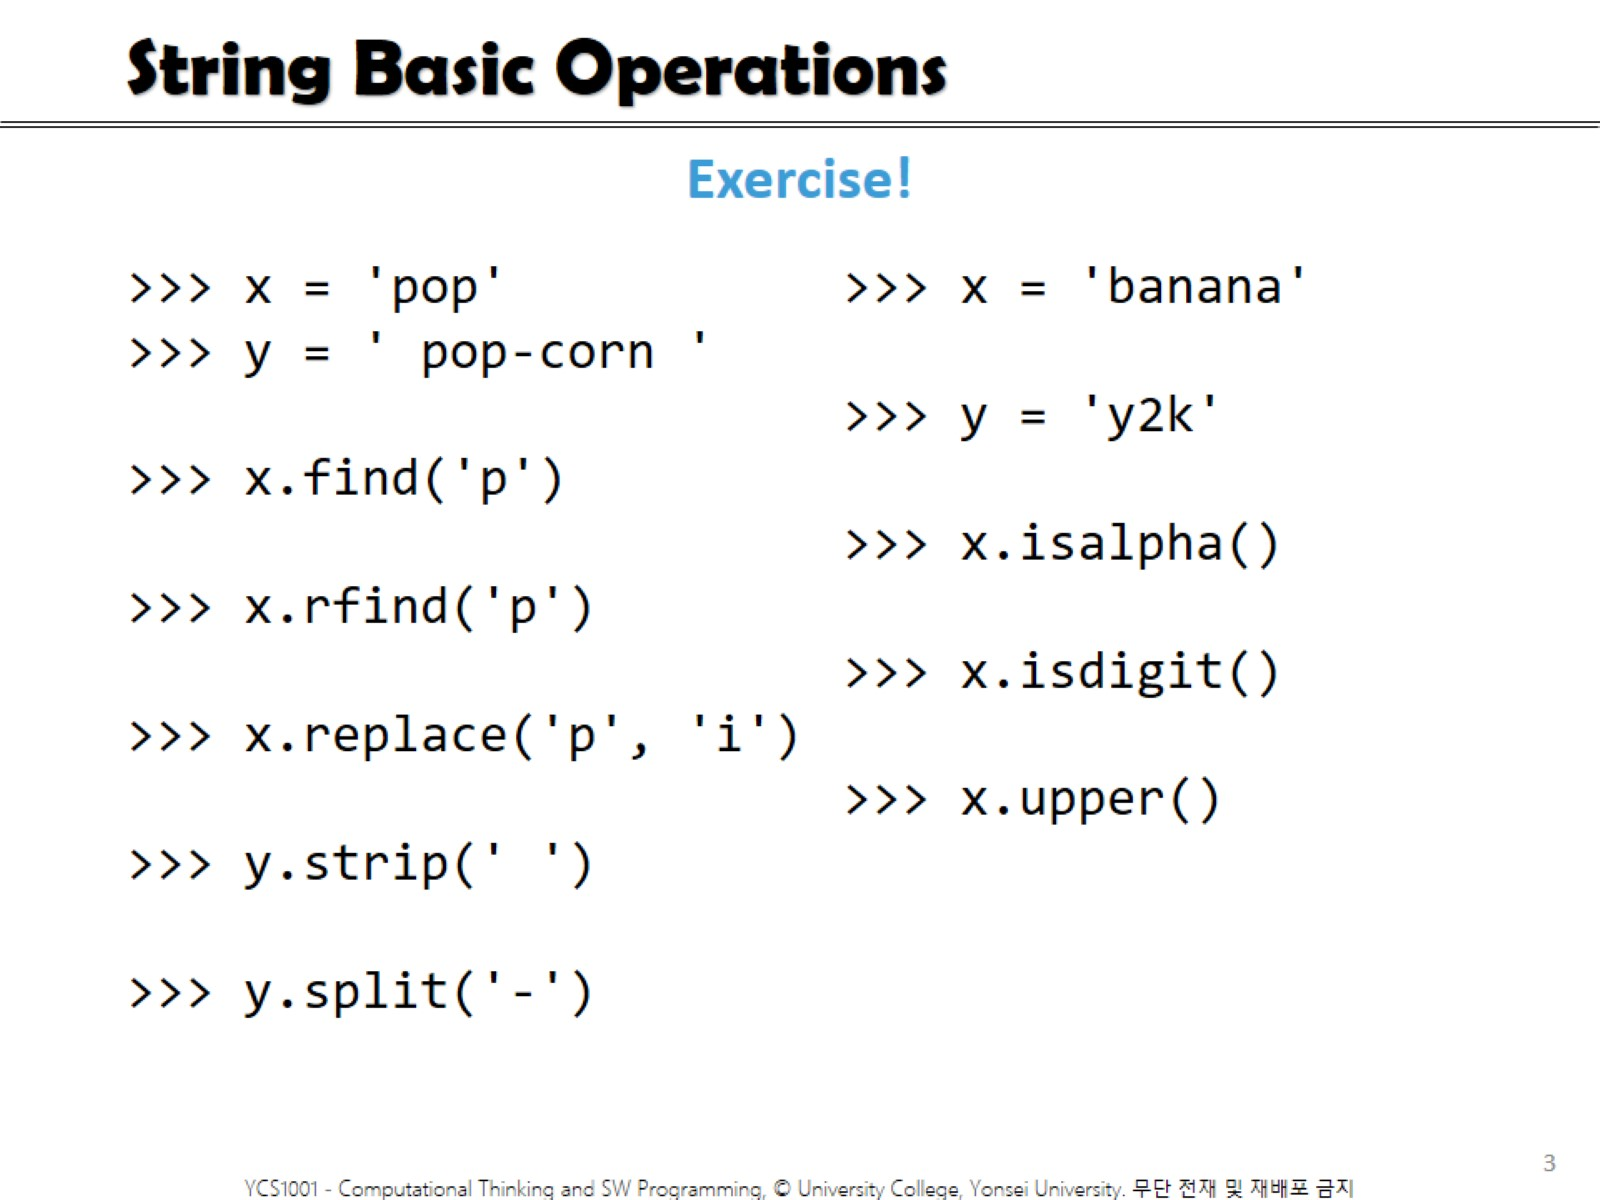 String Basic Operations
Exercise!
>>> x = 'pop'
>>> y = ' pop-corn '
>>> x.find('p')
>>> x.rfind('p')
>>> x.replace('p', 'i')
>>> y.strip(' ')
>>> y.split('-')
>>> x = 'banana'
>>> y = 'y2k'
>>> x.isalpha()
>>> x.isdigit()
>>> x.upper()
3
YCS1001 - Computational Thinking and SW Programming, © University College, Yonsei University. 무단 전재 및 재배포 금지